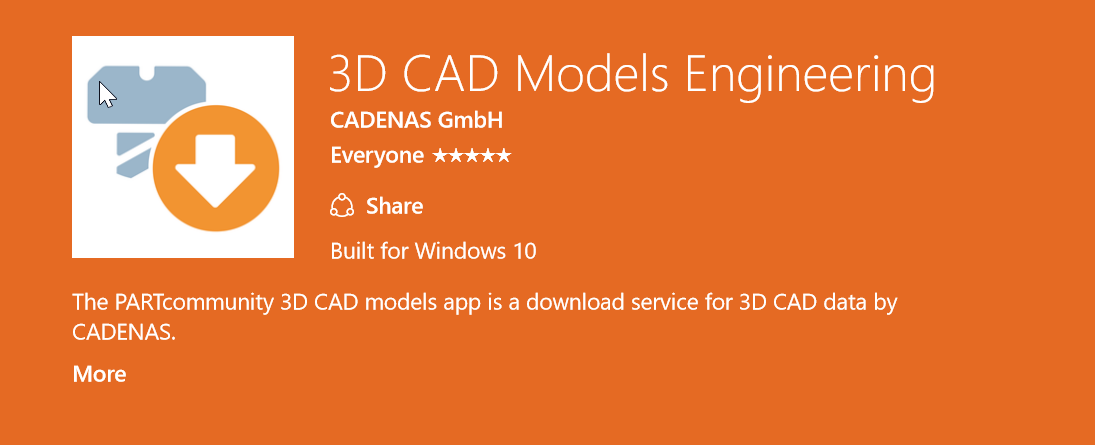 3D CAD Models Engineering
CADENAS GmbH
Everyone ★★★★★
Share
Built for Windows 10
The PARTcommunity 3D CAD models app is a download service for 3D CAD data by
CADENAS.
More